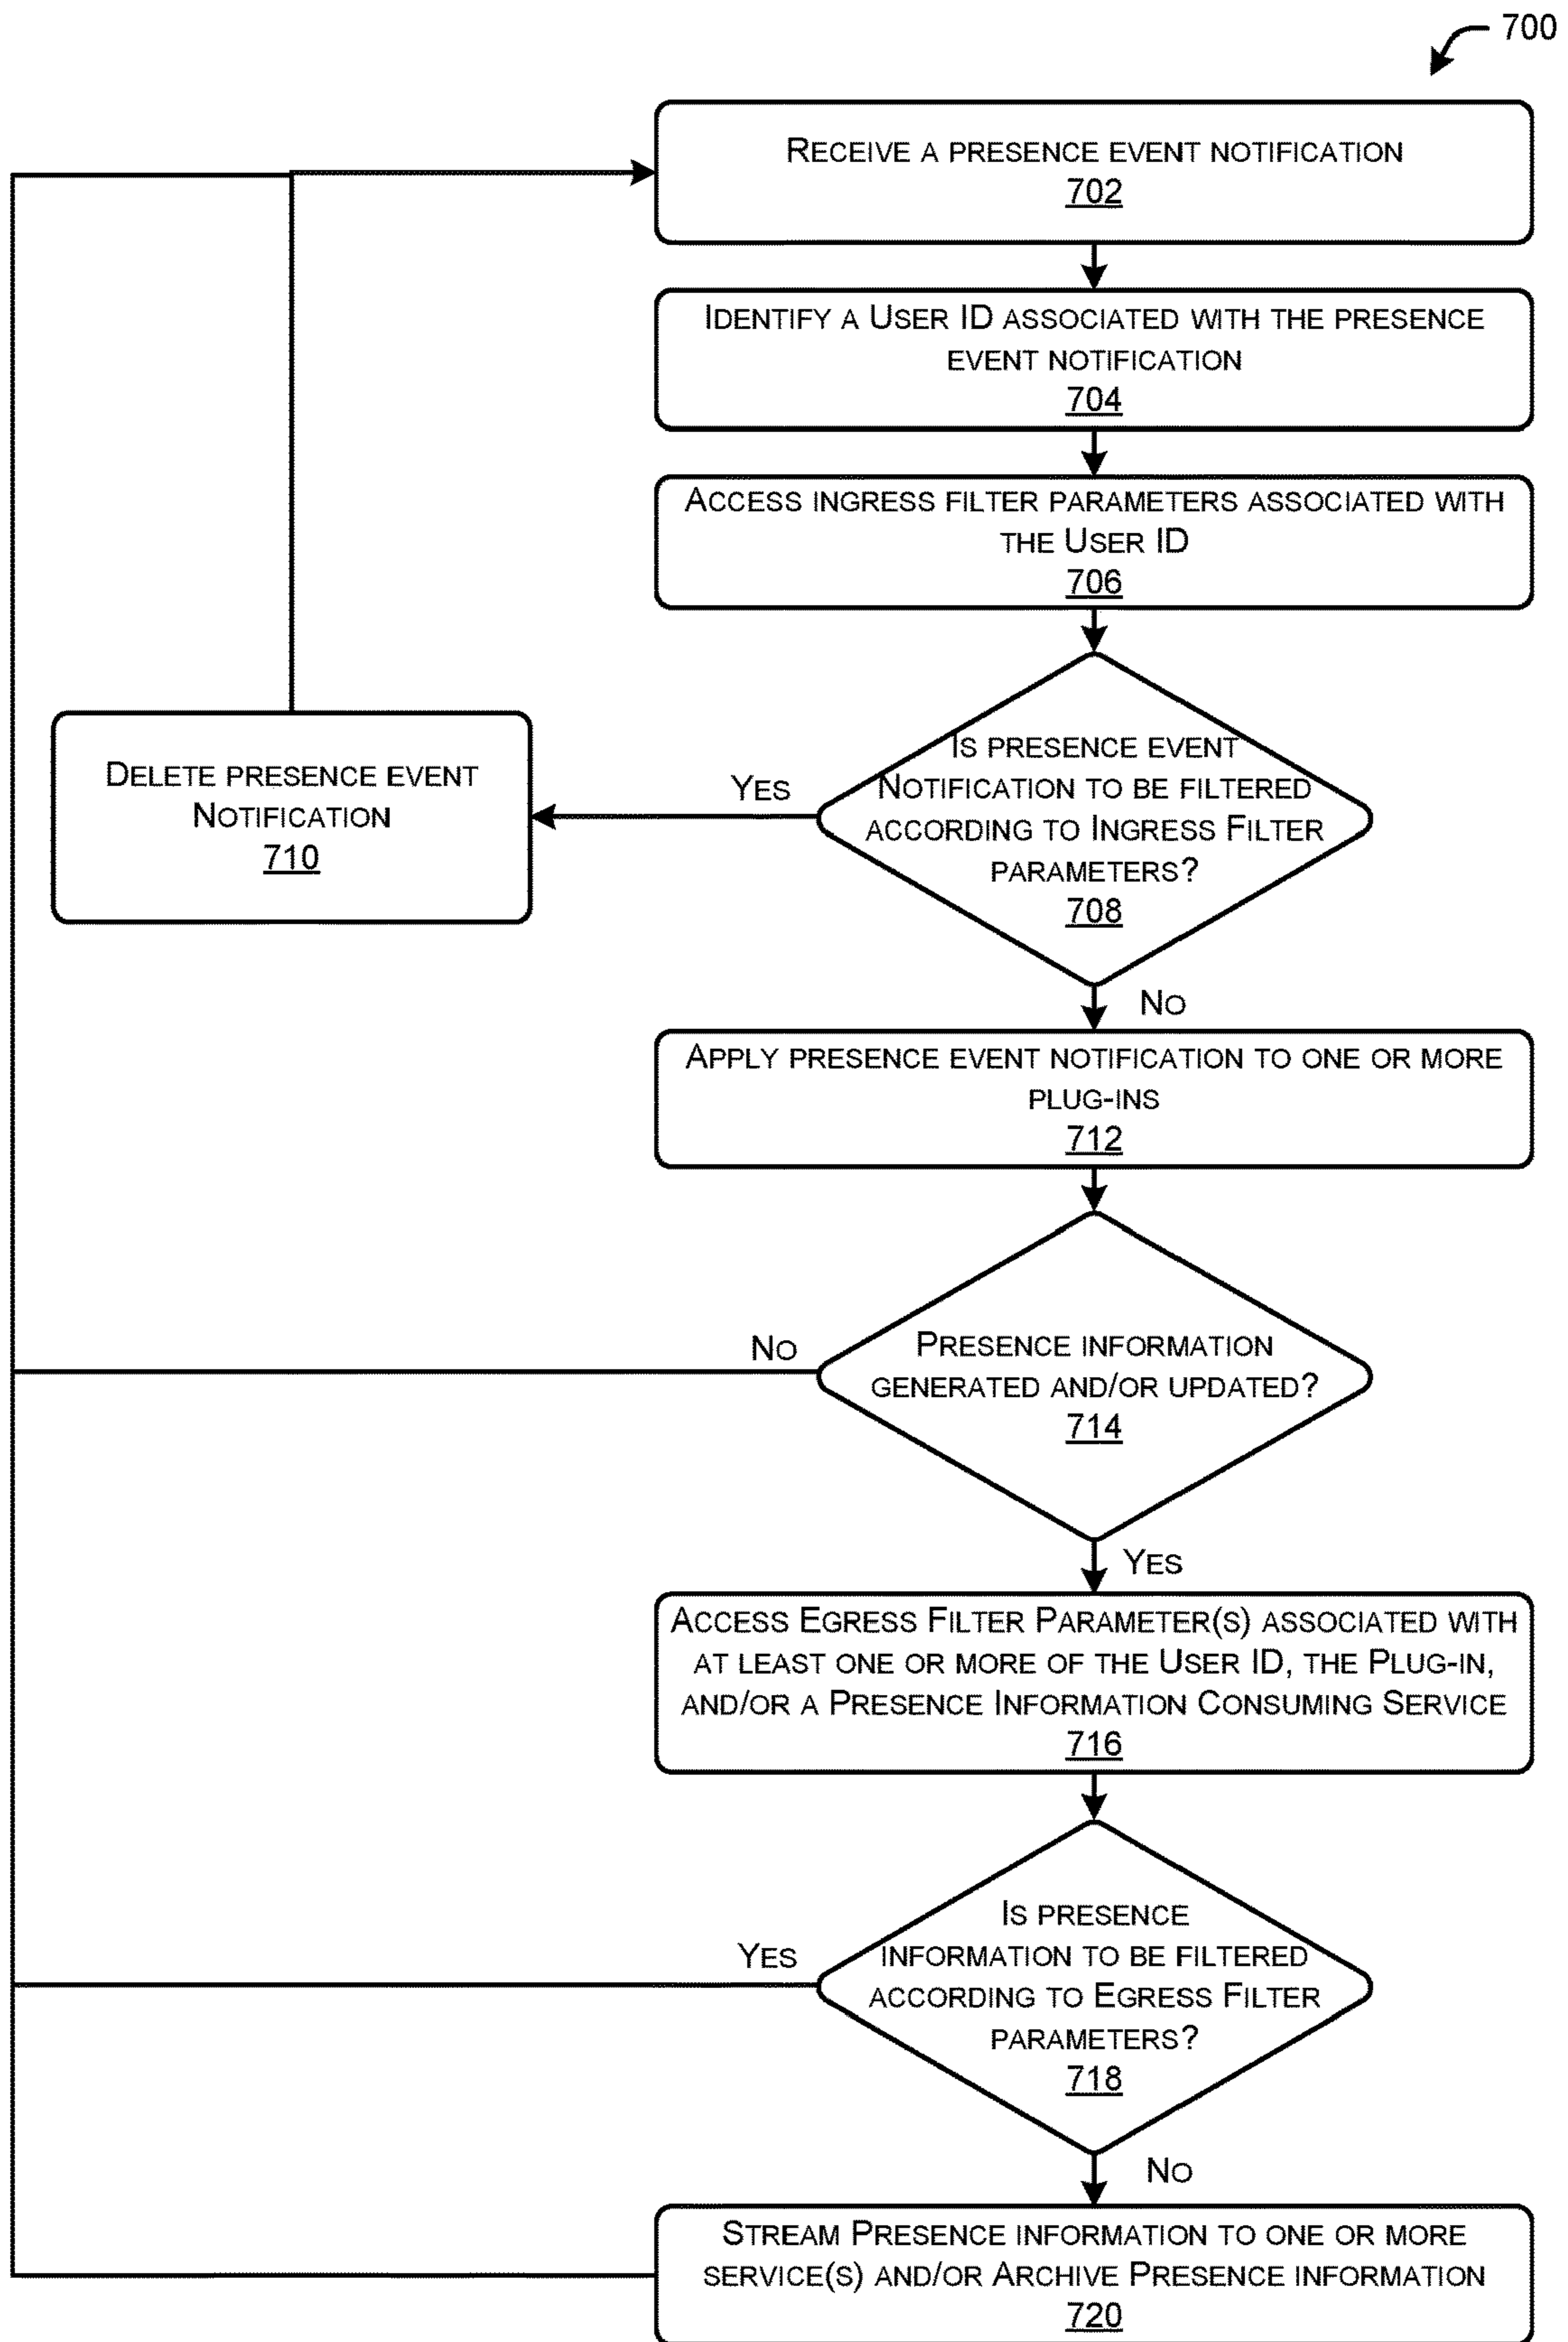 700
RECEIVE A PRESENCE EVENT NOTIFICATION
702
IDENTIFY A USER ID ASSOCIATED WITH THE PRESENCE
EVENT NOTIFICATION
704
ACCESS INGRESS FILTER PARAMETERS ASSOCIATED WITH
THE USER ID
706
IS PRESENCE EVENT
NOTIFICATION TO BE FILTERED
ACCORDING TO INGRESS FILTER
PARAMETERS?
708
YES
DELETE PRESENCE EVENT
NOTIFICATION
710
NO
APPLY PRESENCE EVENT NOTIFICATION TO ONE OR MORE
PLUG-INS
712
PRESENCE INFORMATION
GENERATED AND/OR UPDATED?
714
NO
YES
ACCESS EGRESS FILTER PARAMETER(S) ASSOCIATED WITH
AT LEAST ONE OR MORE OF THE USER ID, THE PLUG-IN,
AND/OR A PRESENCE INFORMATION CONSUMING SERVICE
716
IS PRESENCE
INFORMATION TO BE FILTERED
ACCORDING TO EGRESS FILTER
PARAMETERS?
718
YES
NO
STREAM PRESENCE INFORMATION TO ONE OR MORE
SERVICE(S) AND/OR ARCHIVE PRESENCE INFORMATION
720